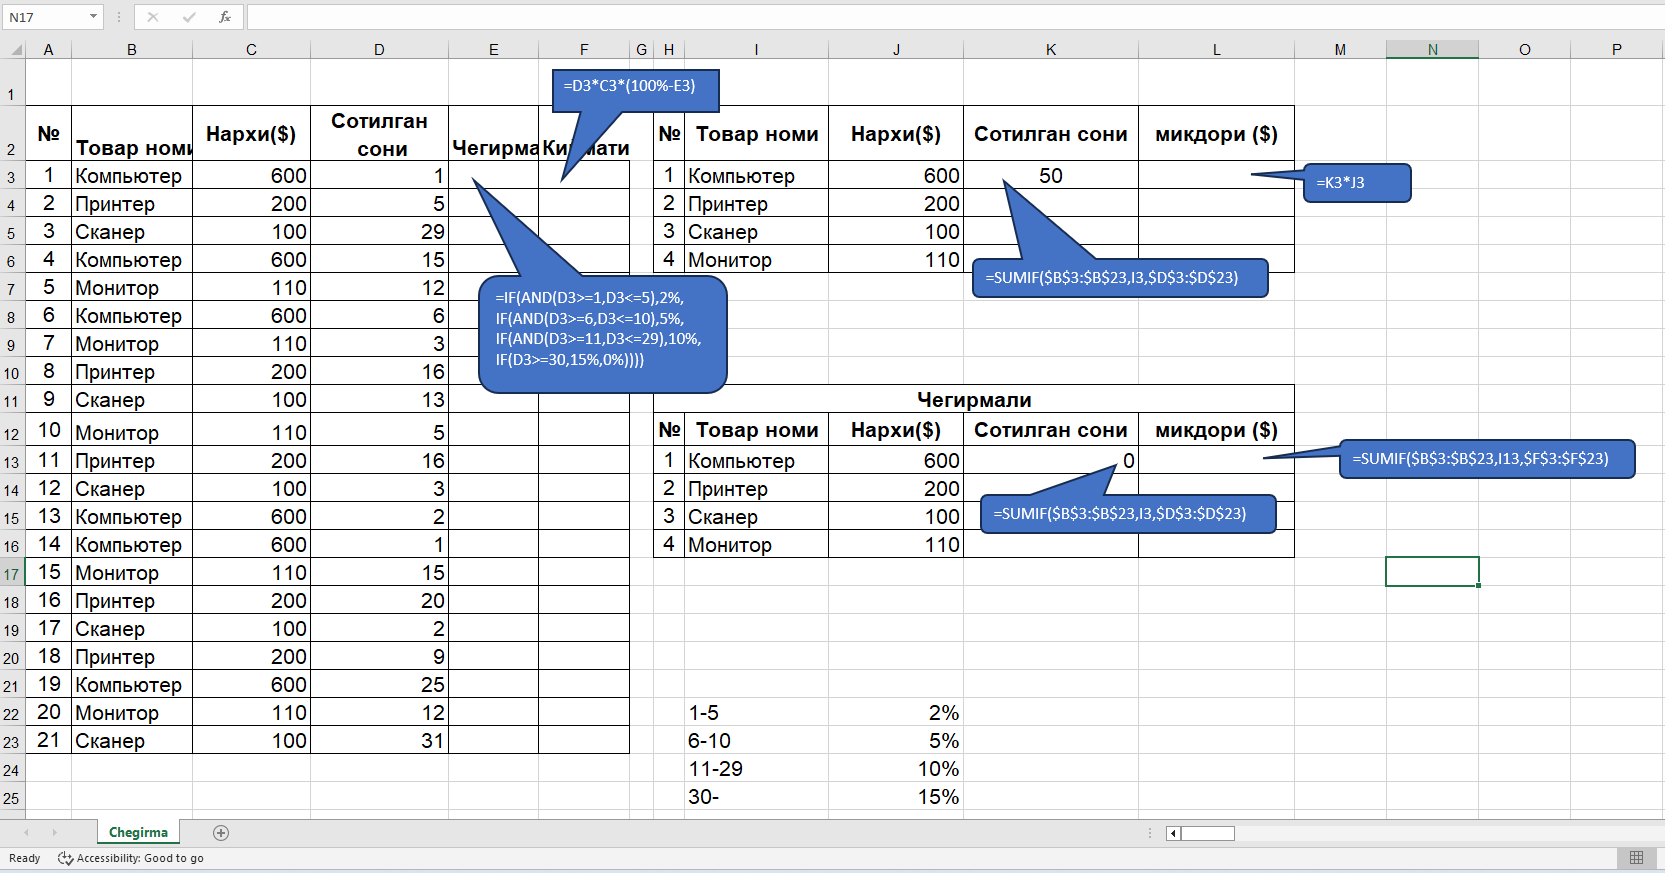 N17
fx
A B C D E F G H I J K L M N O P
1
=D3*C3*(100%-E3)
2 № Товар номи Нархи($) Сотилган сони Чегирма № Товар номи Нархи($) Сотилган сони микдори ($)
3 1 Компьютер 600 1 1 Компьютер 600 50
=K3*J3
4 2 Принтер 200 5 2 Принтер 200
5 3 Сканер 100 29 3 Сканер 100
6 4 Компьютер 600 15 4 Монитор 110
=SUMIF($B$3:$B$23,I3,$D$3:$D$23)
7 5 Монитор 110 12
=IF(AND(D3>=1,D3<=5),2%,
IF(AND(D3>=6,D3<=10),5%,
IF(AND(D3>=11,D3<=29),10%,
IF(D3>=30,15%,0%))))
8 6 Компьютер 600 6
9 7 Монитор 110 3
10 8 Принтер 200 16
11 9 Сканер 100 13 Чегирмали
12 10 Монитор 110 5 № Товар номи Нархи($) Сотилган сони микдори ($)
13 11 Принтер 200 16 1 Компьютер 600 0
=SUMIF($B$3:$B$23,I13,$F$3:$F$23)
14 12 Сканер 100 3 2 Принтер 200
15 13 Компьютер 600 2 3 Сканер 100
=SUMIF($B$3:$B$23,I3,$D$3:$D$23)
16 14 Компьютер 600 1 4 Монитор 110
17 15 Монитор 110 15
18 16 Принтер 200 20
19 17 Сканер 100 2
20 18 Принтер 200 9
21 19 Компьютер 600 25
22 20 Монитор 110 12 1-5 2%
23 21 Сканер 100 31 6-10 5%
24 11-29 10%
25 30- 15%
Chegirma
Ready Accessibility: Good to go